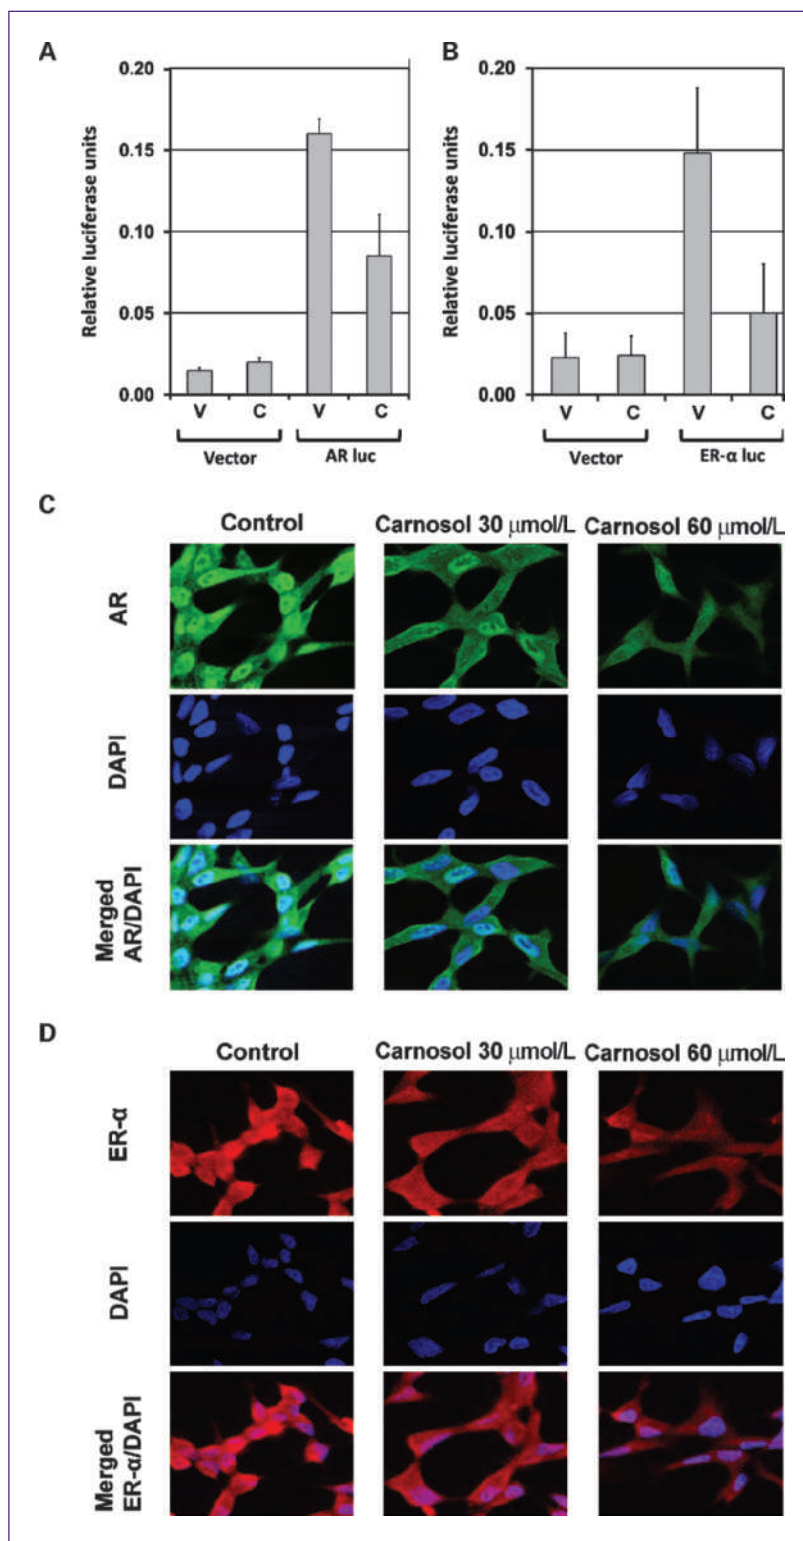 A
B
0.20
0.15
0.10
0.05
0.00
Relative luciferase units
V C V C
Vector AR luc
0.20
0.15
0.10
0.05
0.00
Relative luciferase units
V C V C
Vector ER-α luc
C
Control Carnosol 30 μmol/L Carnosol 60 μmol/L
AR
DAPI
Merged
AR/DAPI
D
Control Carnosol 30 μmol/L Carnosol 60 μmol/L
ER-α
DAPI
Merged
ER-α/DAPI